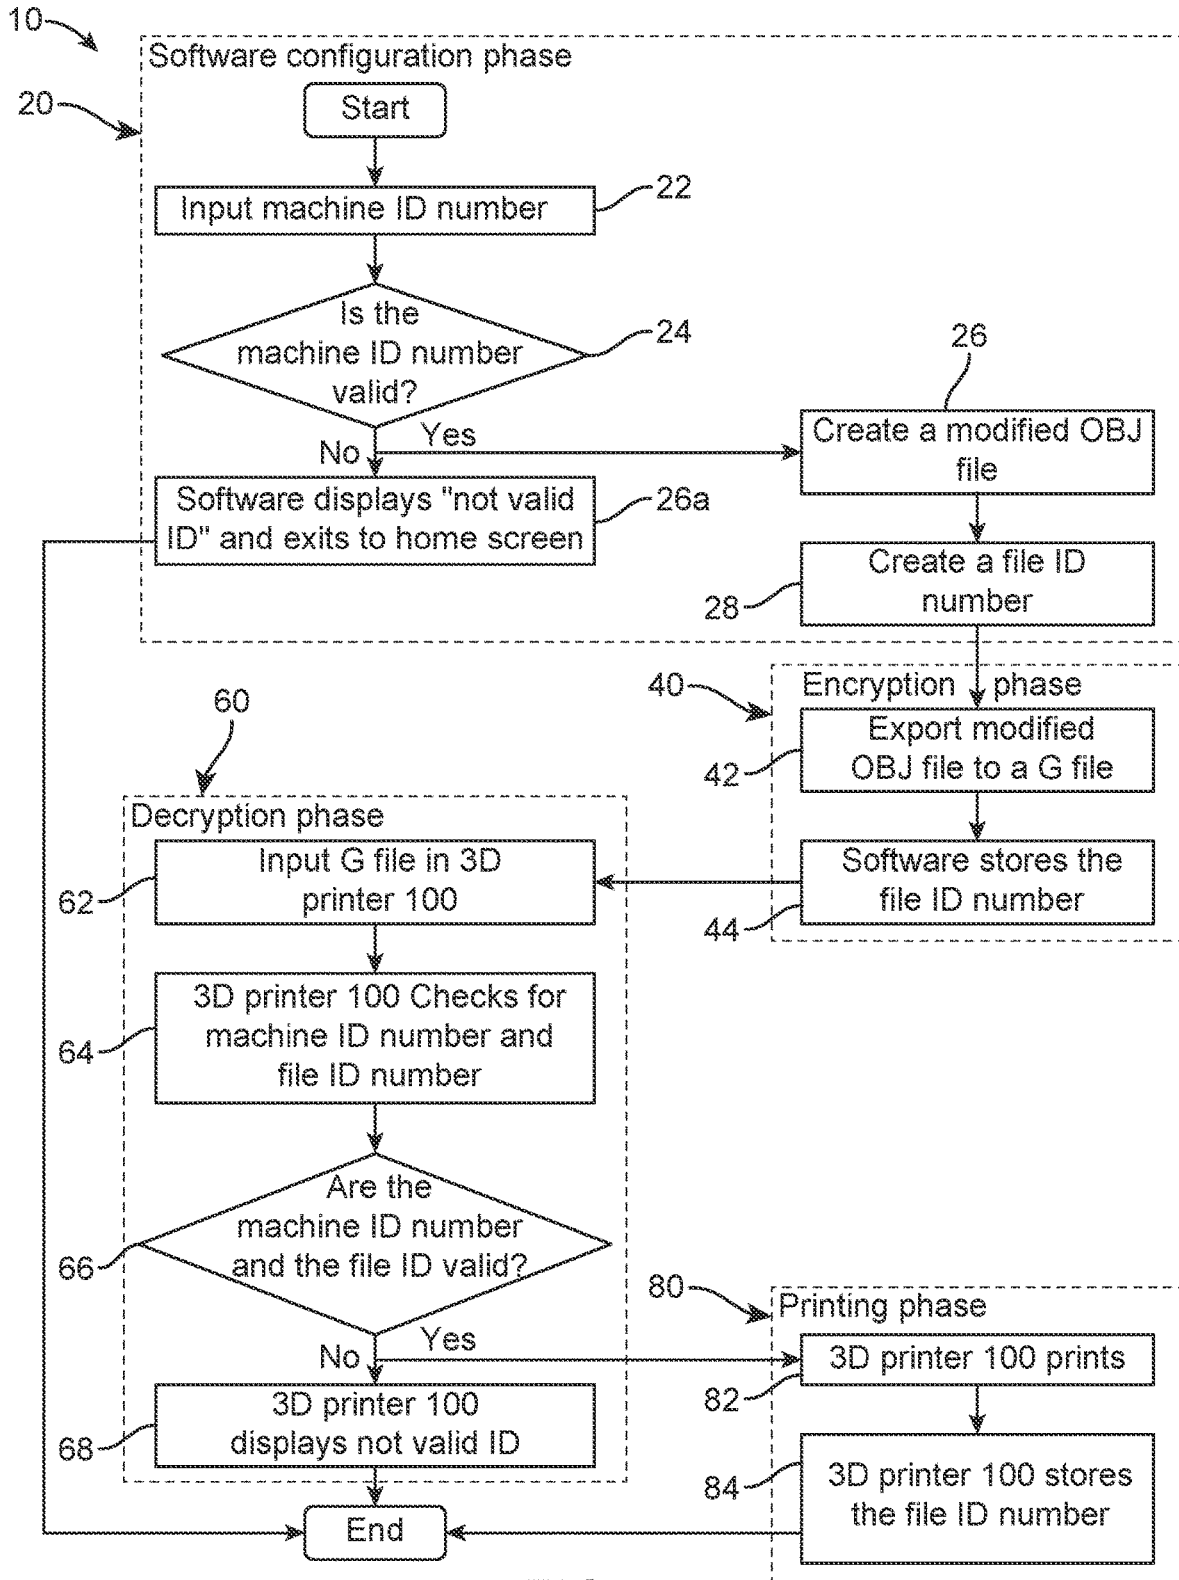 10
Software configuration phase
20
Start
Input machine ID number
22
Is the
machine ID number
valid?
24
Yes
No
26
Create a modified OBJ
file
Software displays "not valid
ID" and exits to home screen
26a
Create a file ID
number
28
Encryption phase
40
Export modified
OBJ file to a G file
42
Software stores the
file ID number
44
60
Decryption phase
Input G file in 3D
printer 100
62
3D printer 100 Checks for
machine ID number and
file ID number
64
Are the
machine ID number
and the file ID valid?
66
Yes
No
80
Printing phase
3D printer 100 prints
82
3D printer 100
displays not valid ID
68
3D printer 100 stores
the file ID number
84
End